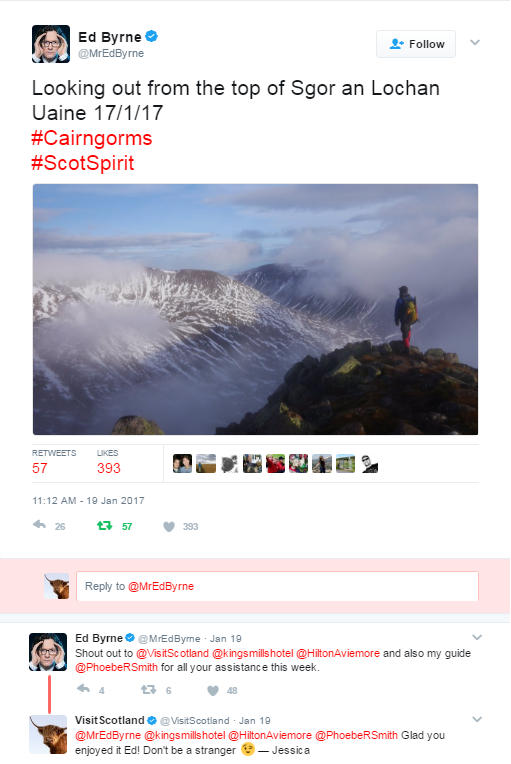 Ed Byrne
@MrEdByrne
Follow
Looking out from the top of Sgor an Lochan
Uaine 17/1/17
#Cairngorms
#ScotSpirit
RETWEETS LIKES
57 393
11:12 AM - 19 Jan 2017
26 57 393
Reply to @MrEdByrne
Ed Byrne @MrEdByrne · Jan 19
Shout out to @VisitScotland @kingsmillshotel @HiltonAviemore and also my guide
@PhoebeRSmith for all your assistance this week.
4 6 48
VisitScotland @VisitScotland · Jan 19
@MrEdByrne @kingsmillshotel @HiltonAviemore @PhoebeRSmith Glad you
enjoyed it Ed! Don't be a stranger 😉 — Jessica